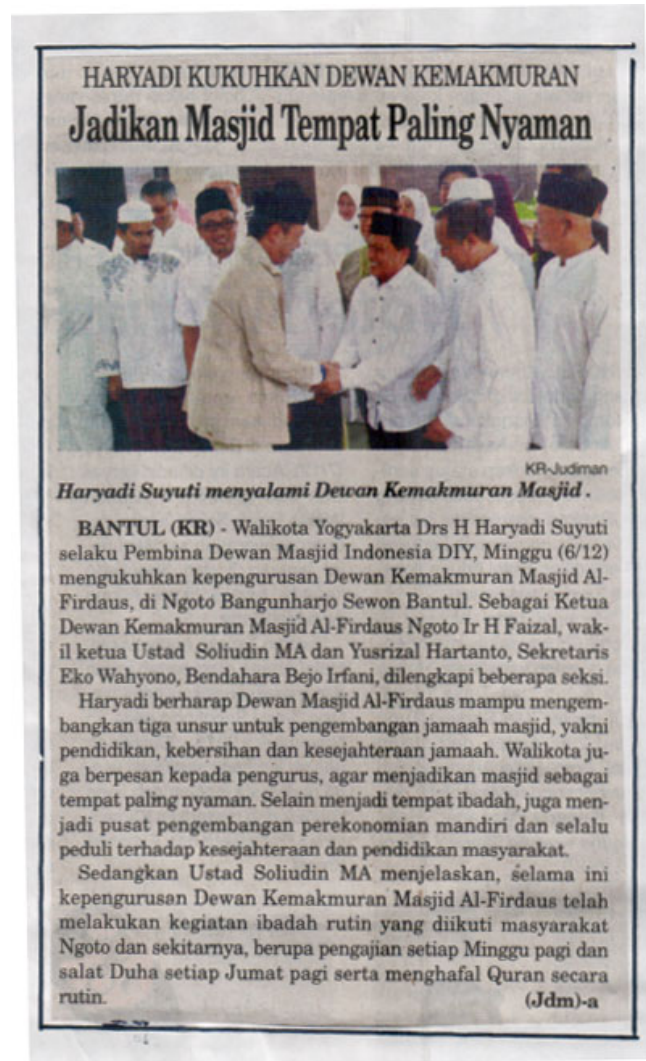 HARYADI KUKUHKAN DEWAN KEMAKMURAN
Jadikan Masjid Tempat Paling Nyaman
KR-Judiman
Haryadi Suyuti menyalami Dewan Kemakmuran Masjid .
BANTUL (KR) - Walikota Yogyakarta Drs H Haryadi Suyuti
selaku Pembina Dewan Masjid Indonesia DIY, Minggu (6/12)
mengukuhkan kepengurusan Dewan Kemakmuran Masjid Al-
Firdaus, di Ngoto Bangunharjo Sewon Bantul. Sebagai Ketua
Dewan Kemakmuran Masjid Al-Firdaus Ngoto Ir H Faizal, wak-
il ketua Ustad Soliudin MA dan Yusrizal Hartanto, Sekretaris
Eko Wahyono, Bendahara Bejo Irfani, dilengkapi beberapa seksi.
Haryadi berharap Dewan Masjid Al-Firdaus mampu mengem-
bangkan tiga unsur untuk pengembangan jamaah masjid, yakni
pendidikan, kebersihan dan kesejahteraan jamaah. Walikota ju-
ga berpesan kepada pengurus, agar menjadikan masjid sebagai
tempat paling nyaman. Selain menjadi tempat ibadah, juga men-
jadi pusat pengembangan perekonomian mandiri dan selalu
peduli terhadap kesejahteraan dan pendidikan masyarakat.
Sedangkan Ustad Soliudin MA menjelaskan, selama ini
kepengurusan Dewan Kemakmuran Masjid Al-Firdaus telah
melakukan kegiatan ibadah rutin yang diikuti masyarakat
Ngoto dan sekitarnya, berupa pengajian setiap Minggu pagi dan
salat Duha setiap Jumat pagi serta menghafal Quran secara
rutin. (Jdm)-a